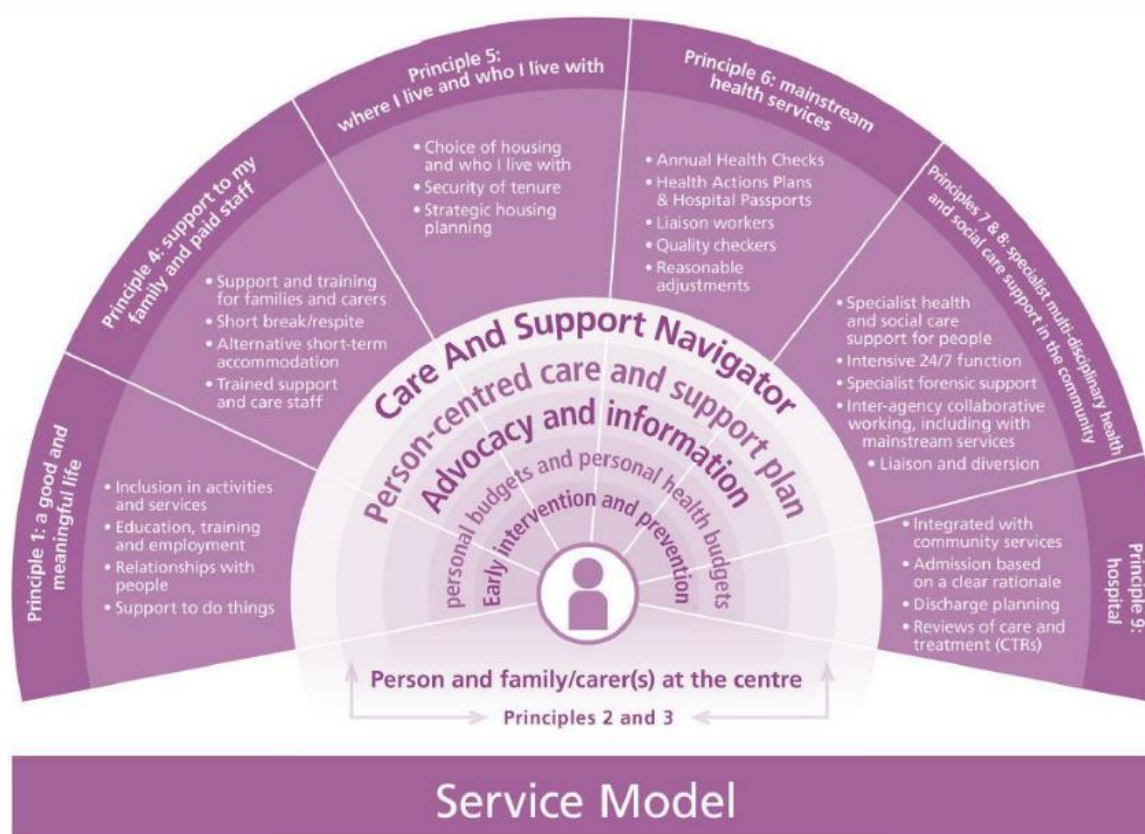 Principle 1: a good and
meaningful life
• Inclusion in activities
and services
• Education, training
and employment
• Relationships with
people
• Support to do things
Principle 4: support to my
family and paid staff
• Support and training
for families and carers
• Short break/respite
• Alternative short-term
accommodation
• Trained support
and care staff
Principle 5:
where I live and who I live with
• Choice of housing
and who I live with
• Security of tenure
• Strategic housing
planning
Principle 6: mainstream
health services
• Annual Health Checks
• Health Actions Plans
& Hospital Passports
• Liaison workers
• Quality checkers
• Reasonable
adjustments
Principles 7 & 8: specialist multi-disciplinary health
and social care support in the community
• Specialist health
and social care
support for people
• Intensive 24/7 function
• Specialist forensic support
• Inter-agency collaborative
working, including with
mainstream services
• Liaison and diversion
Principle 9:
hospital
• Integrated with
community services
• Admission based
on a clear rationale
• Discharge planning
• Reviews of care and
treatment (CTRs)
Care And Support Navigator
Person-centred care and support plan
Advocacy and information
personal budgets and personal health budgets
Early intervention and prevention
Person and family/carer(s) at the centre
Principles 2 and 3
Service Model